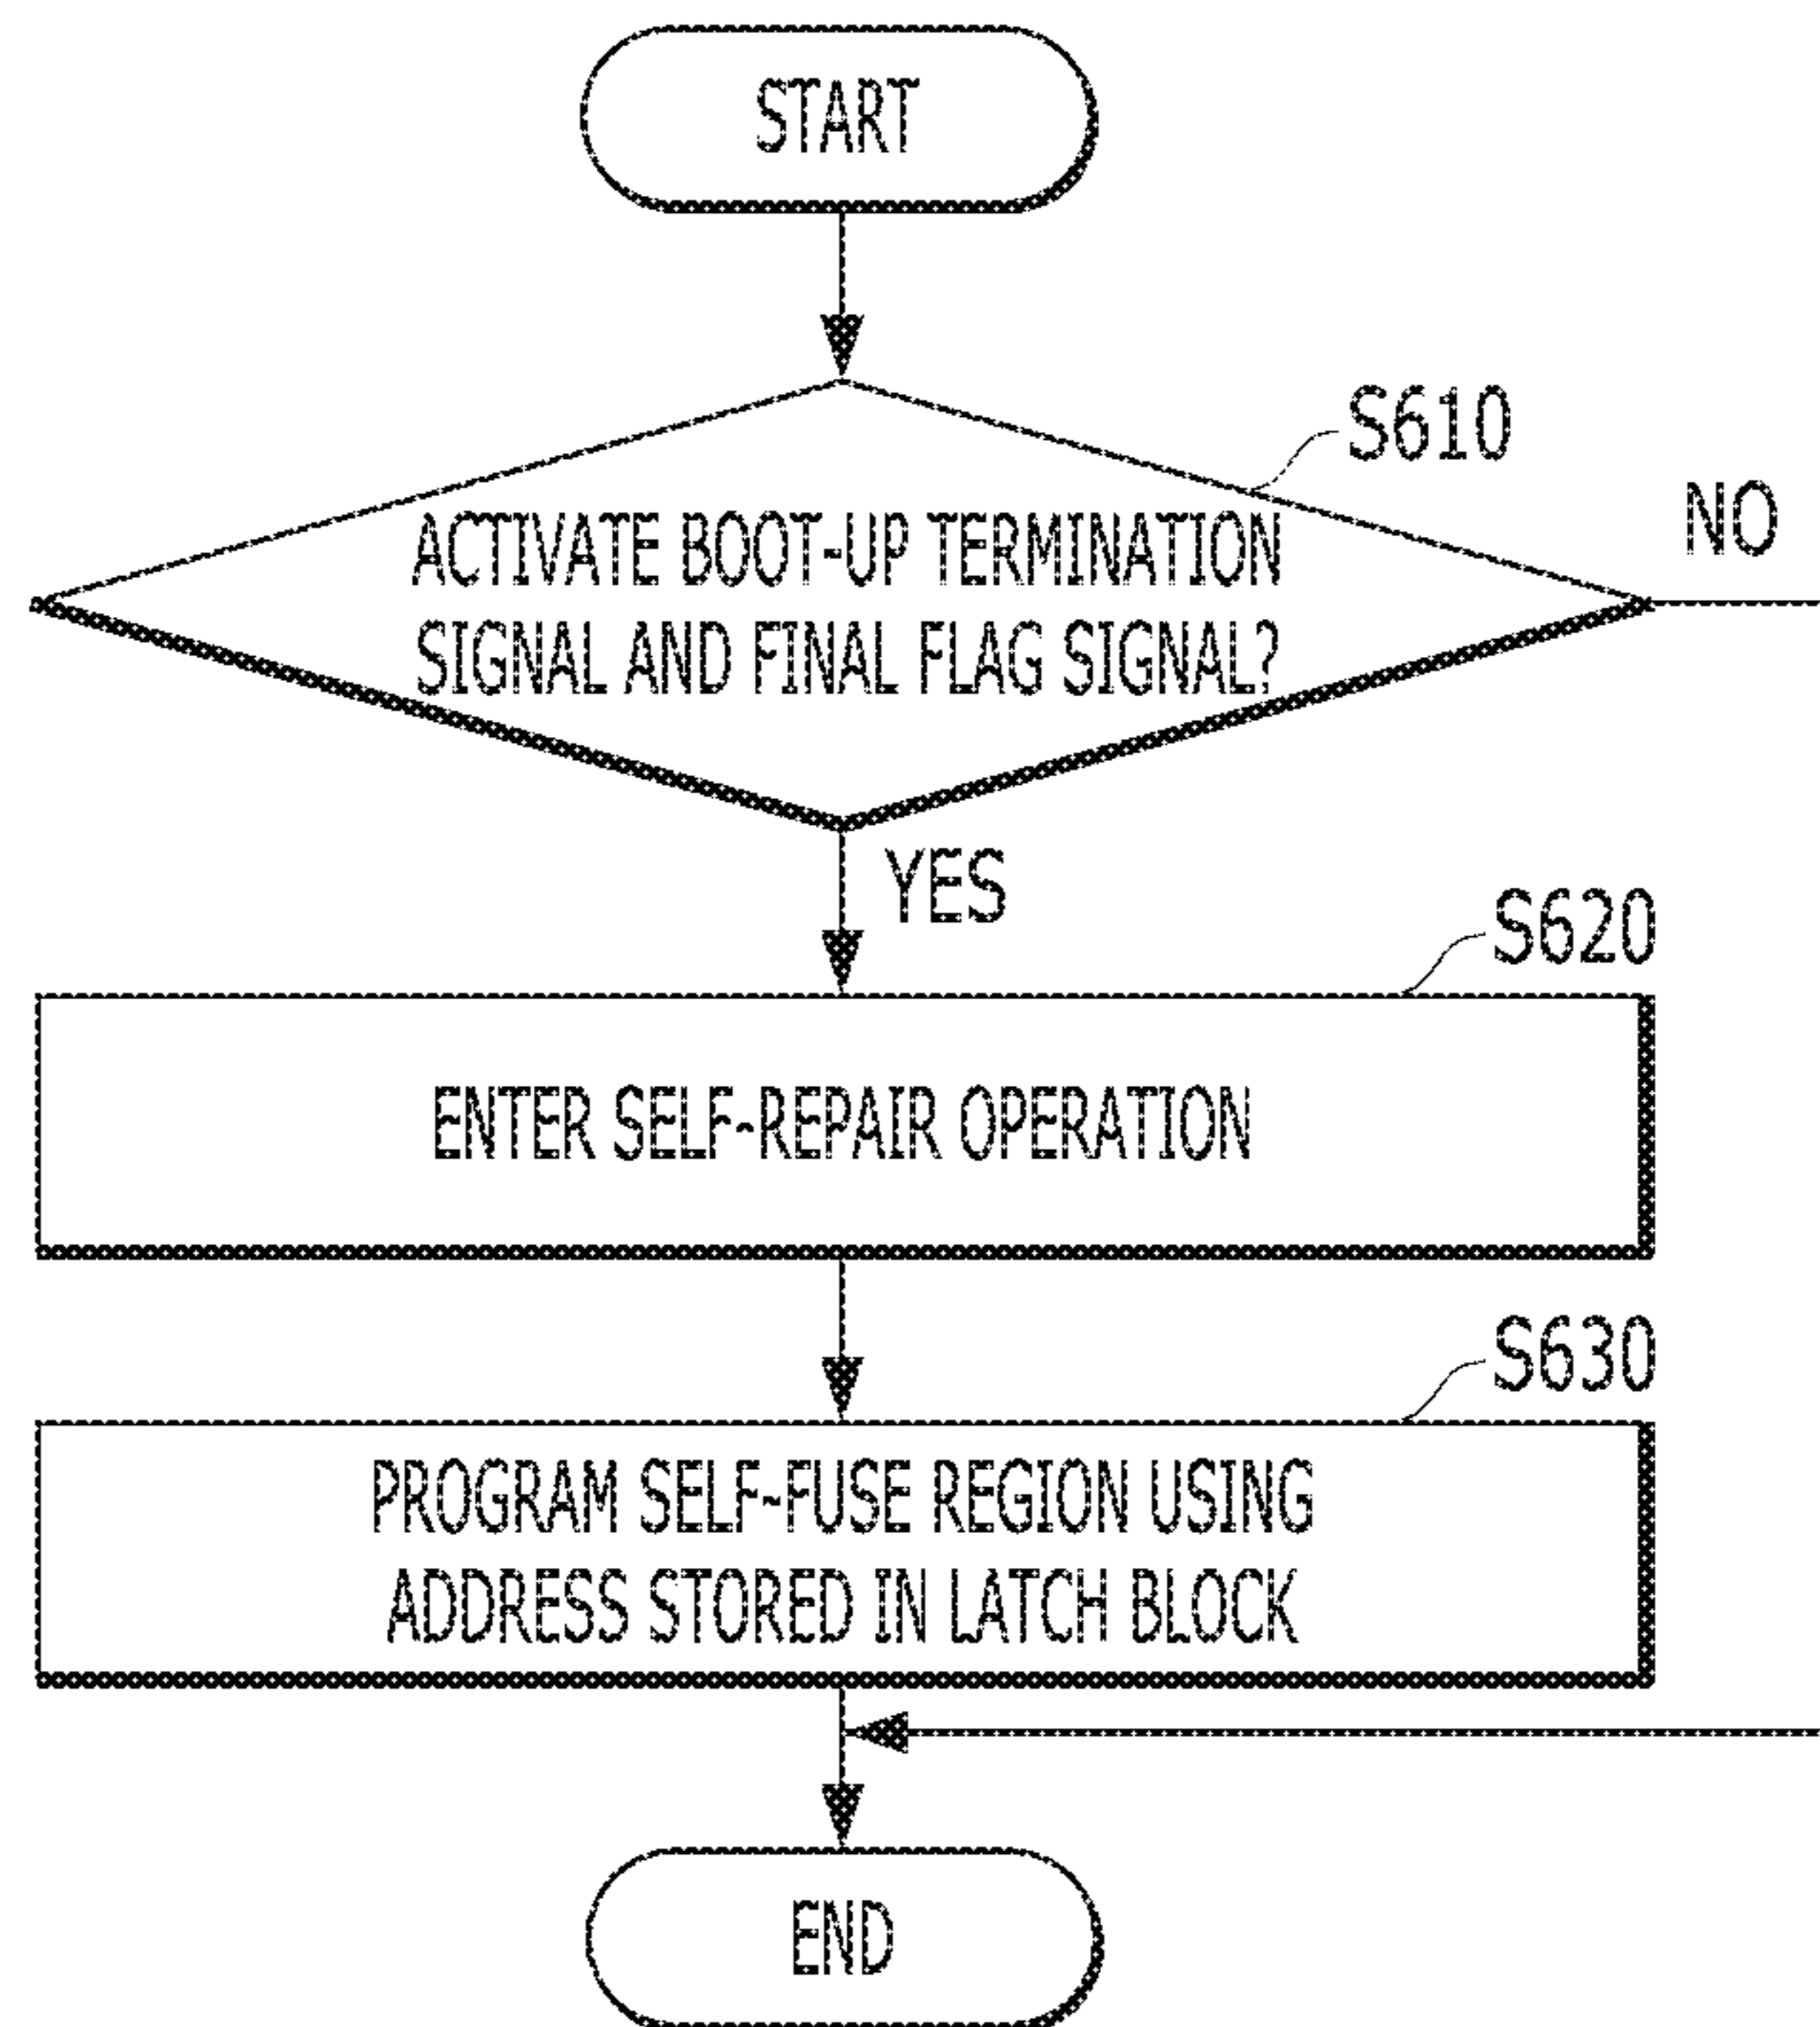 START
S610
NO
ACTIVATE BOOT-UP TERMINATION
SIGNAL AND FINAL FLAG SIGNAL?
YES
S620
ENTER SELF-REPAIR OPERATION
S630
PROGRAM SELF-FUSE REGION USING
ADDRESS STORED IN LATCH BLOCK
END